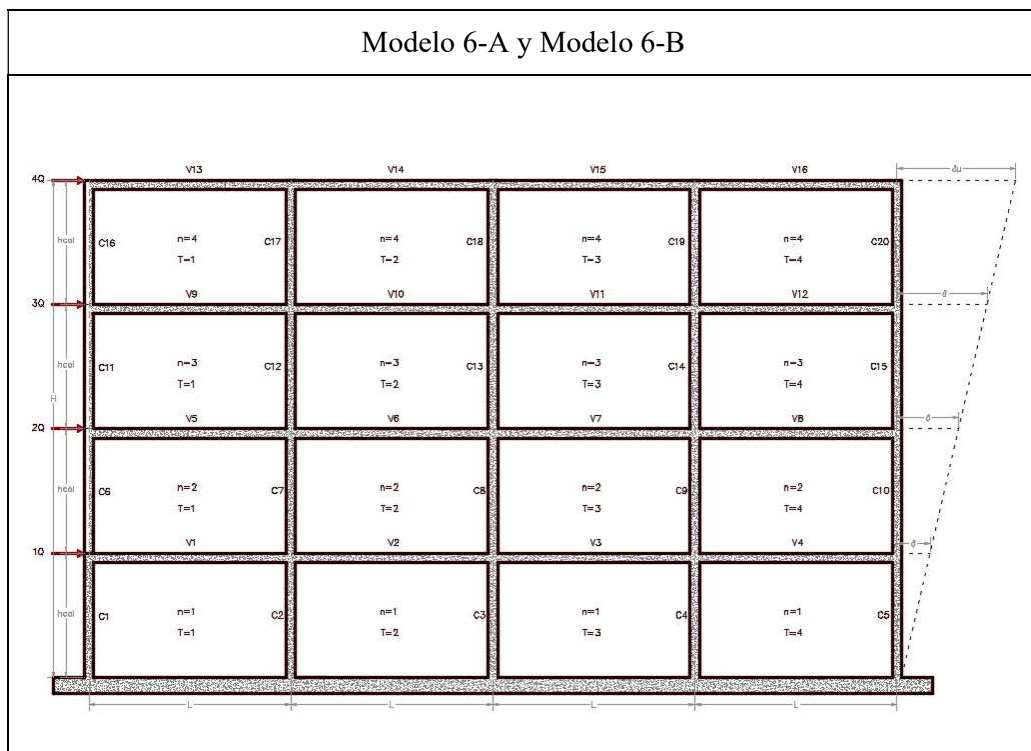 Modelo 6-A y Modelo 6-B
V13 V14 V15 V16 du
4Q
hcol C16 n=4 C17 n=4 C18 n=4 C19 n=4 C20
T-1 T-2 T-3 T-4
V9 V10 V11 V12
3Q δ
hcol C11 n-3 C12 n-3 C13 n-3 C14 n-3 C15
T=1 T=2 T=3 T=4
H
V5 V6 V7 V8
2Q δ
hcol C6 n=2 C7 n=2 C8 n=2 C9 n=2 C10
T=1 T=2 T=3 T=4
V1 V2 V3 V4
1Q δ
hcol C1 n=1 C2 n=1 C3 n=1 C4 n=1 C5
T=1 T=2 T=3 T=4
L L L L